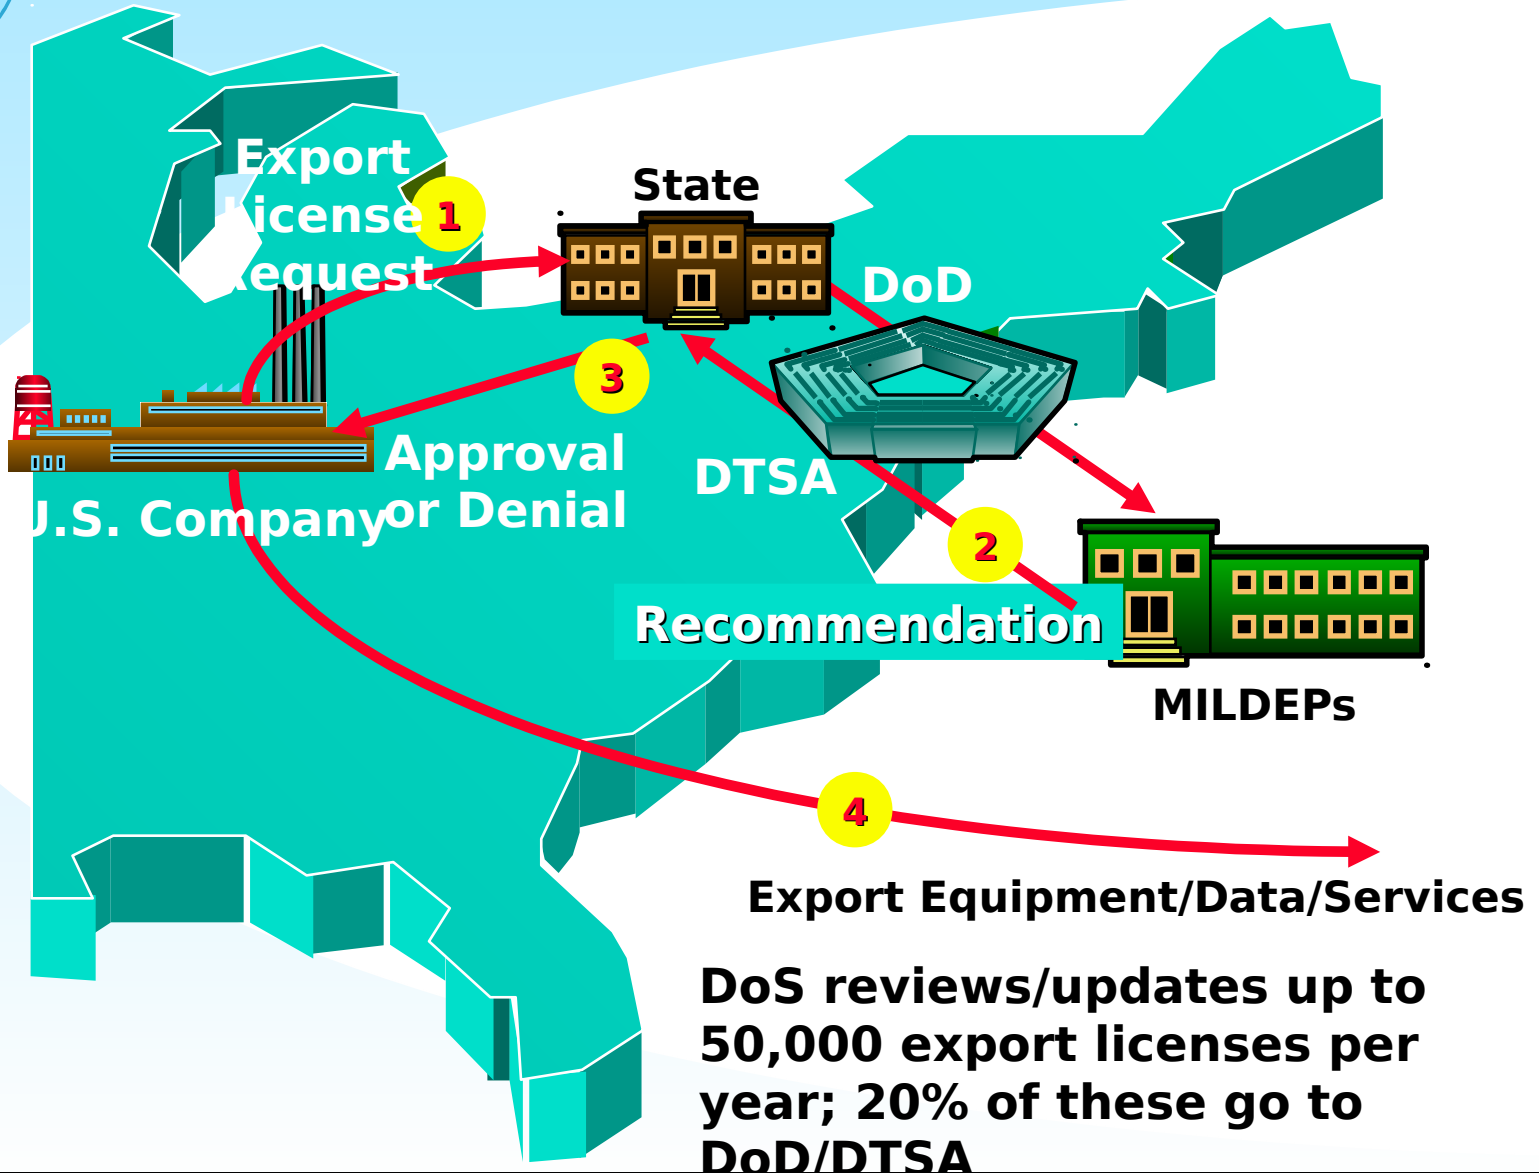 Export
License
Request
1
State
DoD
3
Approval
or Denial
DTSA
U.S. Company
2
Recommendation
MILDEPs
4
Export Equipment/Data/Services
DoS reviews/updates up to
50,000 export licenses per
year; 20% of these go to
DoD/DTSA